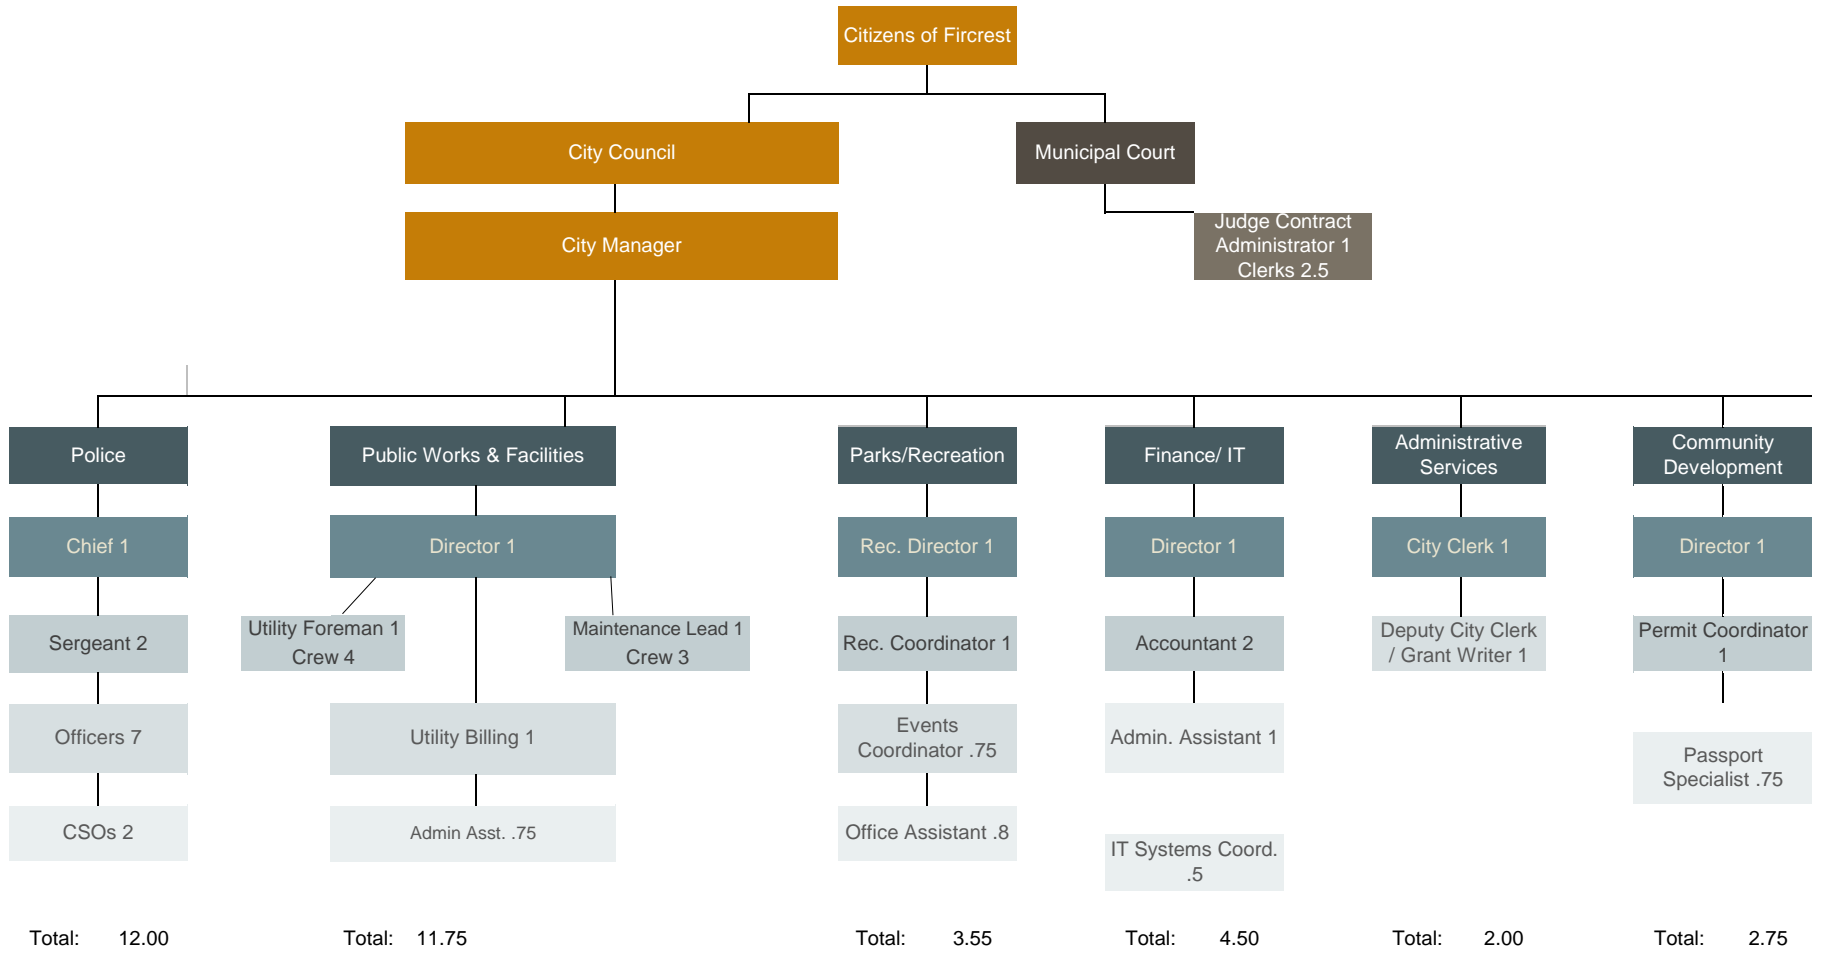 Citizens of Fircrest
City Council
Municipal Court
City Manager
Judge Contract
Administrator 1
Clerks 2.5
Police
Public Works & Facilities
Parks/Recreation
Finance/ IT
Administrative
Services
Community
Development
Chief 1
Director 1
Rec. Director 1
Director 1
City Clerk 1
Director 1
Sergeant 2
Utility Foreman 1
Crew 4
Maintenance Lead 1
Crew 3
Rec. Coordinator 1
Accountant 2
Deputy City Clerk
/ Grant Writer 1
Permit Coordinator
1
Officers 7
Utility Billing 1
Events
Coordinator .75
Admin. Assistant 1
Passport
Specialist .75
CSOs 2
Admin Asst. .75
Office Assistant .8
IT Systems Coord.
.5
Total: 12.00
Total: 11.75
Total: 3.55
Total: 4.50
Total: 2.00
Total: 2.75